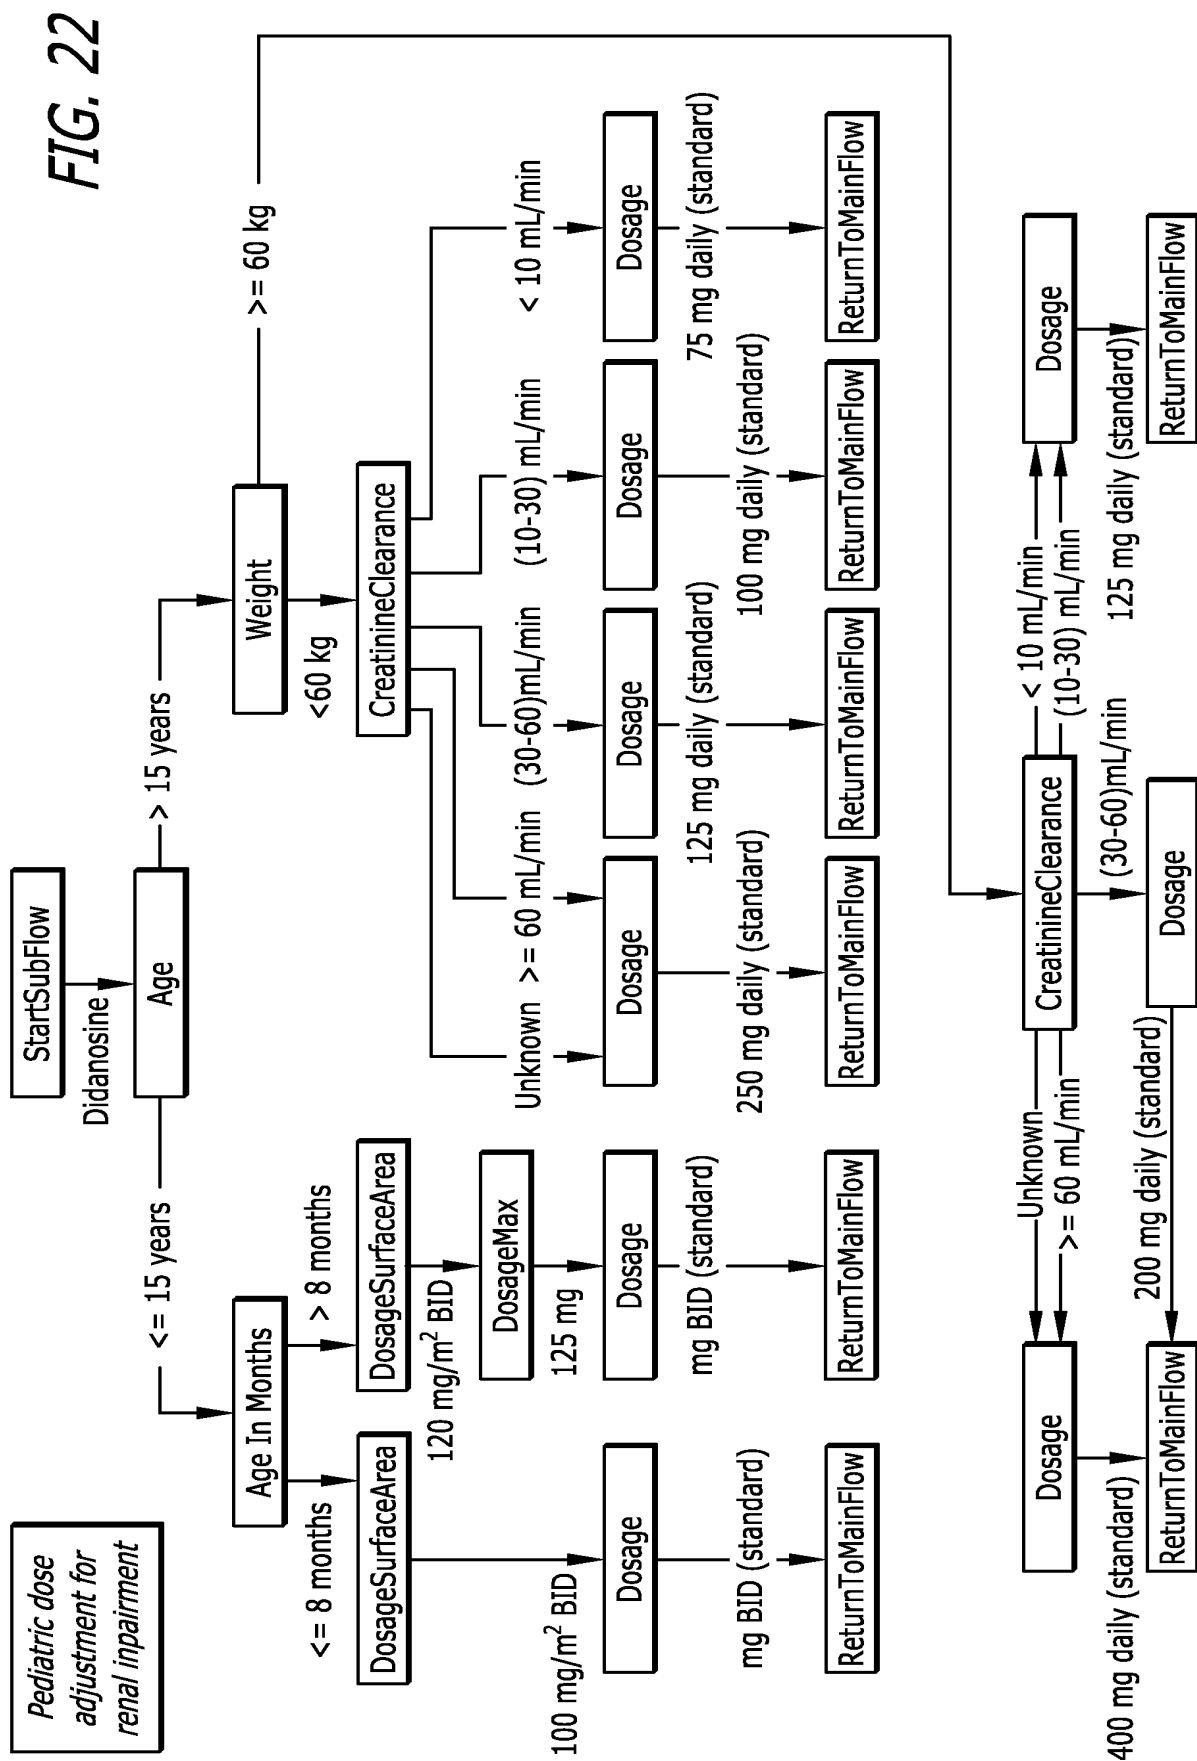 FIG. 22
Pediatric dose
adjustment for
renal inpairment
StartSubFlow
Didanosine
Age
<= 15 years
> 15 years
Age In Months
Weight
>= 60 kg
<= 8 months
> 8 months
<60 kg
DosageSurfaceArea
DosageSurfaceArea
CreatinineClearance
120 mg/m² BID
DosageMax
100 mg/m² BID
125 mg
Unknown
>= 60 mL/min
(30-60)mL/min
(10-30) mL/min
< 10 mL/min
Dosage
Dosage
Dosage
Dosage
Dosage
Dosage
mg BID (standard)
mg BID (standard)
250 mg daily (standard)
125 mg daily (standard)
100 mg daily (standard)
75 mg daily (standard)
ReturnToMainFlow
ReturnToMainFlow
ReturnToMainFlow
ReturnToMainFlow
ReturnToMainFlow
ReturnToMainFlow
Unknown
< 10 mL/min
Dosage
CreatinineClearance
Dosage
>= 60 mL/min
(10-30) mL/min
(30-60)mL/min
400 mg daily (standard)
200 mg daily (standard)
125 mg daily (standard)
ReturnToMainFlow
Dosage
ReturnToMainFlow